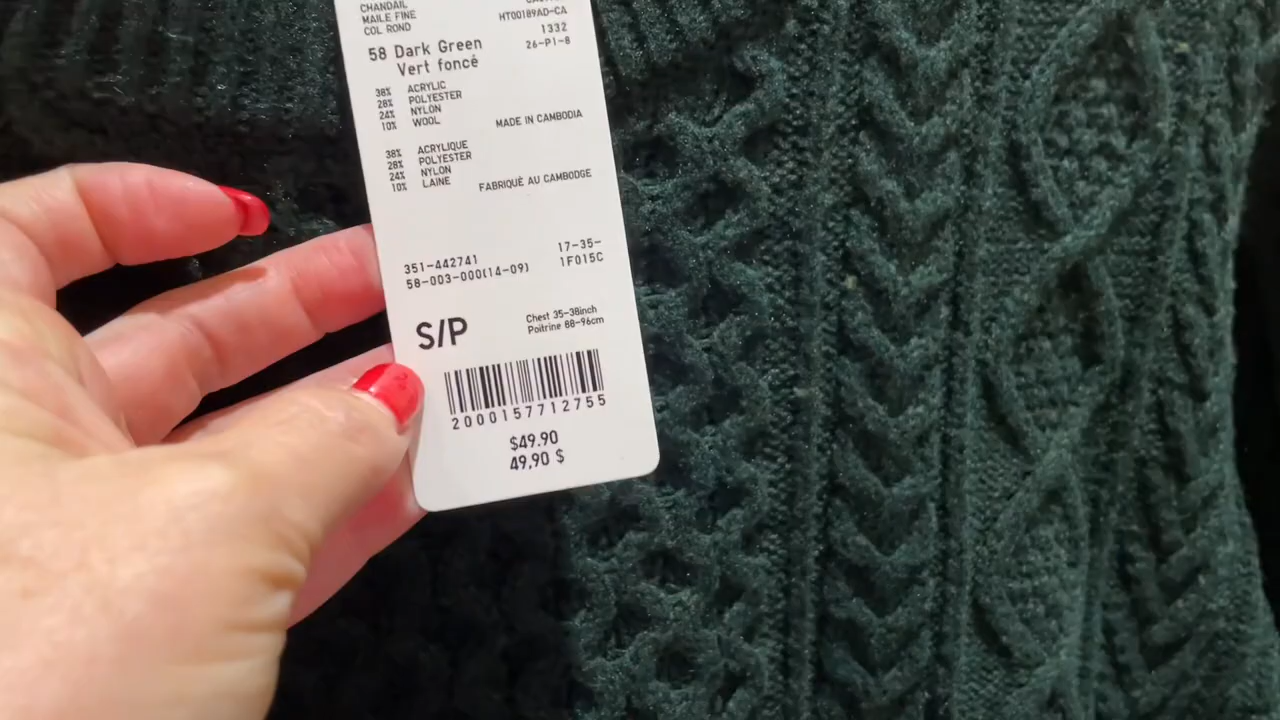 CHANDAIL
MAILE FINE
COL ROND
HT00189AD-CA
1332
26-P1-8
58 Dark Green
Vert foncé
38% ACRYLIC
28% POLYESTER
24% NYLON
10% WOOL
MADE IN CAMBODIA
38% ACRYLIQUE
28% POLYESTER
24% NYLON
10% LAINE
FABRIQUÉ AU CAMBODGE
351-442741
58-003-000(14-09)
17-35-
1F015C
S/P
Chest 35-38inch
Poitrine 88-96cm
2000157712755
$49.90
49,90 $